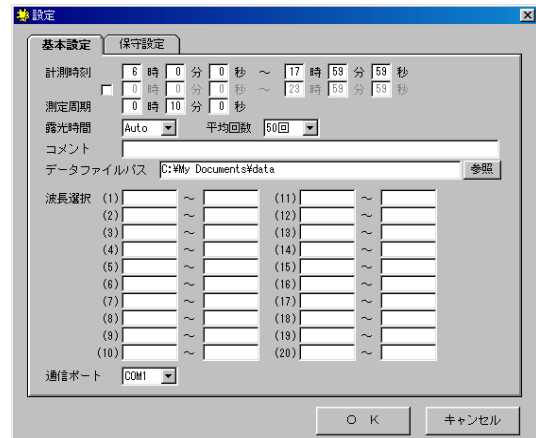 設定
基本設定 保守設定
計測時刻 6 時 0 分 0 秒 ～ 17 時 59 分 59 秒
0 時 0 分 0 秒 ～ 23 時 59 分 59 秒
測定周期 0 時 10 分 0 秒
露光時間 Auto 平均回数 50回
コメント
データファイルパス C:¥My Documents¥data 参照
波長選択 (1) ～ (11) ～
(2) ～ (12) ～
(3) ～ (13) ～
(4) ～ (14) ～
(5) ～ (15) ～
(6) ～ (16) ～
(7) ～ (17) ～
(8) ～ (18) ～
(9) ～ (19) ～
(10) ～ (20) ～
通信ポート COM1
Ｏ Ｋ キャンセル